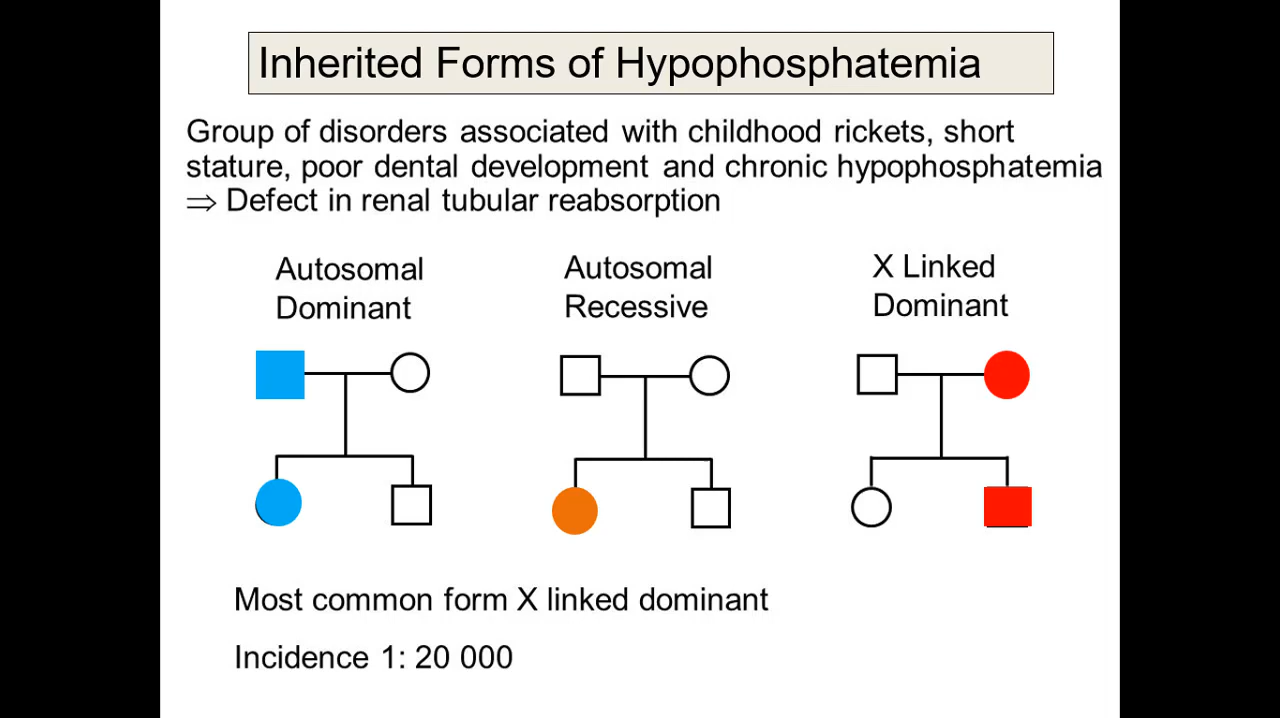 Inherited Forms of Hypophosphatemia
Group of disorders associated with childhood rickets, short
stature, poor dental development and chronic hypophosphatemia
⇒ Defect in renal tubular reabsorption
Autosomal
Dominant
Autosomal
Recessive
X Linked
Dominant
Most common form X linked dominant
Incidence 1: 20 000